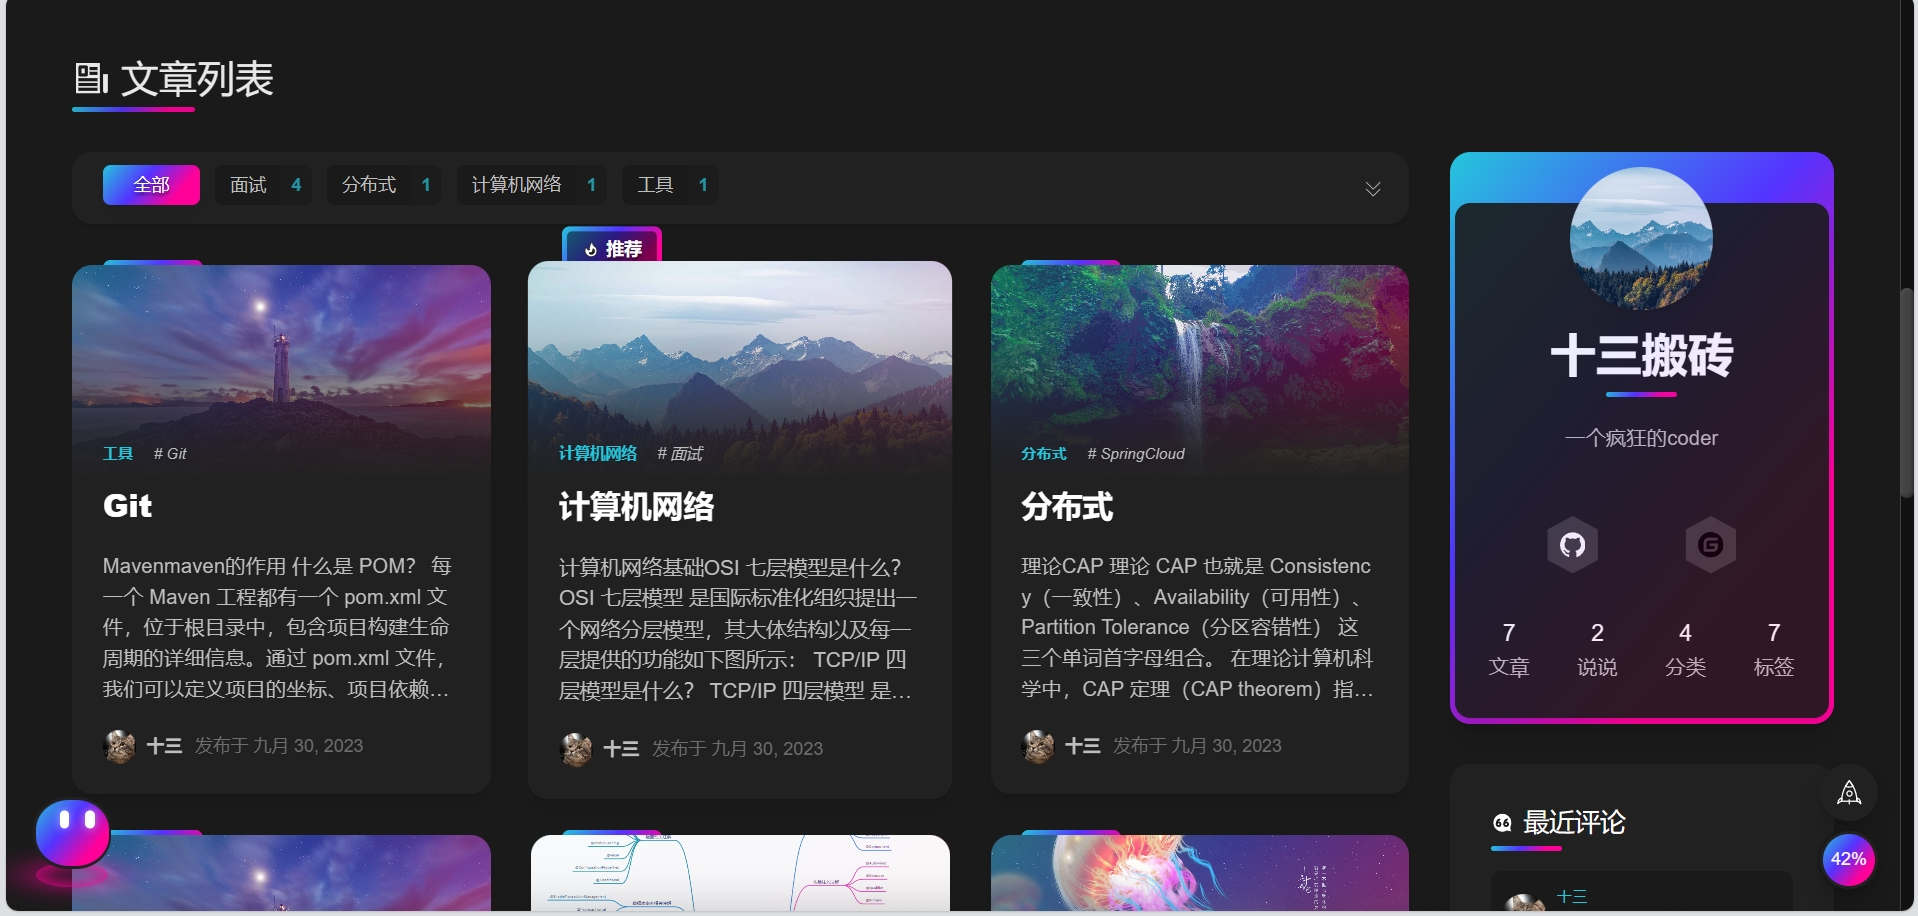 文章列表
全部
面试 4
分布式 1
计算机网络 1
工具 1
推荐
工具 # Git
Git
Mavenmaven的作用 什么是 POM？ 每
一个 Maven 工程都有一个 pom.xml 文
件，位于根目录中，包含项目构建生命
周期的详细信息。通过 pom.xml 文件，
我们可以定义项目的坐标、项目依赖…
十三 发布于 九月 30, 2023
计算机网络 # 面试
计算机网络
计算机网络基础OSI 七层模型是什么？
OSI 七层模型 是国际标准化组织提出一
个网络分层模型，其大体结构以及每一
层提供的功能如下图所示： TCP/IP 四
层模型是什么？ TCP/IP 四层模型 是…
十三 发布于 九月 30, 2023
分布式 # SpringCloud
分布式
理论CAP 理论 CAP 也就是 Consistenc
y（一致性）、Availability（可用性）、
Partition Tolerance（分区容错性） 这
三个单词首字母组合。 在理论计算机科
学中，CAP 定理（CAP theorem）指…
十三 发布于 九月 30, 2023
十三搬砖
一个疯狂的coder
7 2 4 7
文章 说说 分类 标签
最近评论
42%
十三